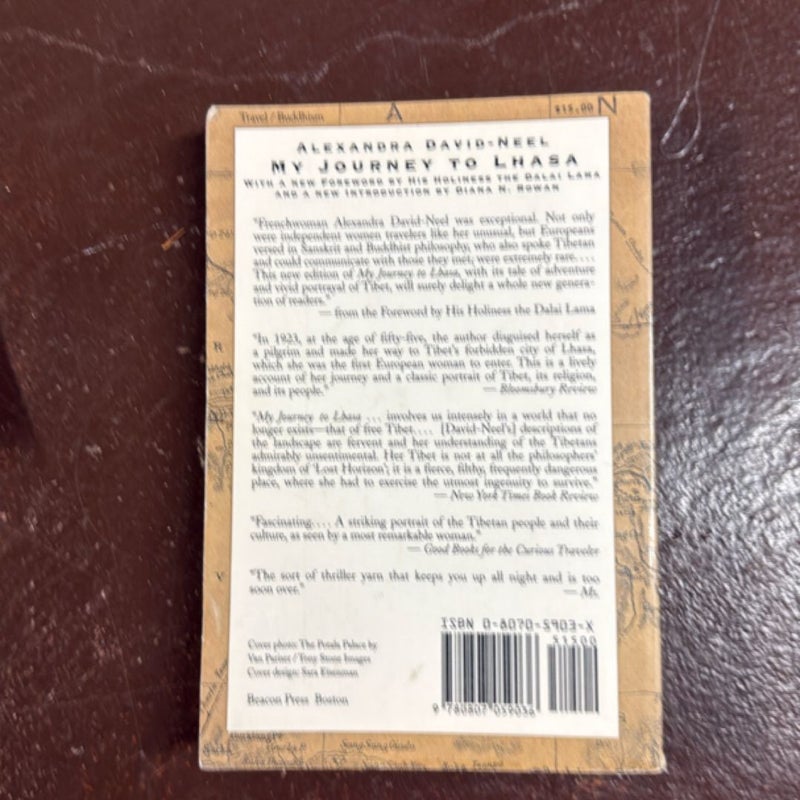 Travel / Buddhism
A
$15.00 N
ALEXANDRA DAVID-NEEL
MY JOURNEY TO LHASA
WITH A NEW FOREWORD BY HIS HOLINESS THE DALAI LAMA
AND A NEW INTRODUCTION BY DIANA N. ROWAN
"Frenchwoman Alexandra David-Neel was exceptional. Not only
were independent women travelers like her unusual, but Europeans
versed in Sanskrit and Buddhist philosophy, who also spoke Tibetan
and could communicate with those they met, were extremely rare....
This new edition of My Journey to Lhasa, with its tale of adventure
and vivid portrayal of Tibet, will surely delight a whole new genera-
tion of readers."
— from the Foreword by His Holiness the Dalai Lama
"In 1923, at the age of fifty-five, the author disguised herself as
a pilgrim and made her way to Tibet's forbidden city of Lhasa,
which she was the first European woman to enter. This is a lively
account of her journey and a classic portrait of Tibet, its religion,
and its people."
— Bloomsbury Review
"My Journey to Lhasa ... involves us intensely in a world that no
longer exists—that of free Tibet.... [David-Neel's] descriptions of
the landscape are fervent and her understanding of the Tibetans
admirably unsentimental. Her Tibet is not at all the philosophers'
kingdom of 'Lost Horizon'; it is a fierce, filthy, frequently dangerous
place, where she had to exercise the utmost ingenuity to survive."
— New York Times Book Review
"Fascinating.... A striking portrait of the Tibetan people and their
culture, as seen by a most remarkable woman."
— Good Books for the Curious Traveler
"The sort of thriller yarn that keeps you up all night and is too
soon over."
— Ms.
R
V
ISBN 0-8070-5903-X
51500
Cover photo: The Potala Palace by
Van Parker / Tony Stone Images
Cover design: Sara Eisenman
Beacon Press Boston
9 780807 059036